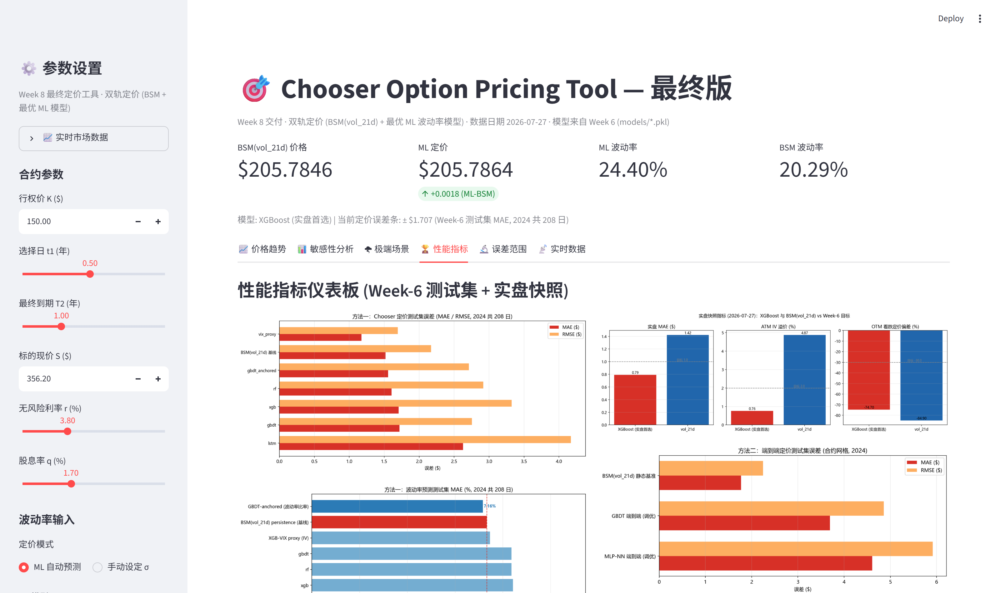 Deploy
参数设置
Week 8 最终定价工具 · 双轨定价 (BSM +
最优 ML 模型)
实时市场数据
合约参数
行权价 K ($)
150.00
选择日 t1 (年)
0.50
最终到期 T2 (年)
1.00
标的现价 S ($)
356.20
无风险利率 r (%)
3.80
股息率 q (%)
1.70
波动率输入
定价模式
ML 自动预测
手动设定 σ
Chooser Option Pricing Tool — 最终版
Week 8 交付 · 双轨定价 (BSM(vol_21d) + 最优 ML 波动率模型) · 数据日期 2026-07-27 · 模型来自 Week 6 (models/*.pkl)
BSM(vol_21d) 价格
$205.7846
ML 定价
$205.7864
↑ +0.0018 (ML-BSM)
ML 波动率
24.40%
BSM 波动率
20.29%
模型: XGBoost (实盘首选) | 当前定价误差条: ± $1.707 (Week-6 测试集 MAE, 2024 共 208 日)
价格趋势
敏感性分析
极端场景
性能指标
误差范围
实时数据
性能指标仪表板 (Week-6 测试集 + 实盘快照)
方法一：Chooser 定价测试集误差 (MAE / RMSE, 2024 共 208 日)
MAE ($)
RMSE ($)
vix_proxy
BSM(vol_21d) 基线
gbdt_anchored
rf
xgb
gbdt
lstm
0.0 0.5 1.0 1.5 2.0 2.5 3.0 3.5 4.0
误差 ($)
方法一：波动率预测测试集 MAE (%, 2024 共 208 日)
GBDT-anchored (波动率比率)
7.16%
BSM(vol_21d) persistence (基线)
XGB-VIX proxy (IV)
gbdt
rf
xgb
实盘快照指标 (2026-07-27)：XGBoost 与 BSM(vol_21d) vs Week-6 目标
实盘 MAE ($)
1.4
1.2
1.0
0.8
0.6
0.4
0.2
0.0
0.79
1.42
目标 1.0
XGBoost (实盘首选)
vol_21d
ATM IV 溢价 (%)
5
4
3
2
1
0
0.76
4.87
目标 2.0
XGBoost (实盘首选)
vol_21d
OTM 看跌定价偏差 (%)
0
-10
-20
-30
-40
-50
-60
-70
-80
-74.70
-84.90
目标 -30.0
XGBoost (实盘首选)
vol_21d
方法二：端到端定价测试集误差 (合约网格, 2024)
MAE ($)
RMSE ($)
BSM(vol_21d) 静态基准
GBDT 端到端 (调优)
MLP-NN 端到端 (调优)
0 1 2 3 4 5 6
误差 ($)